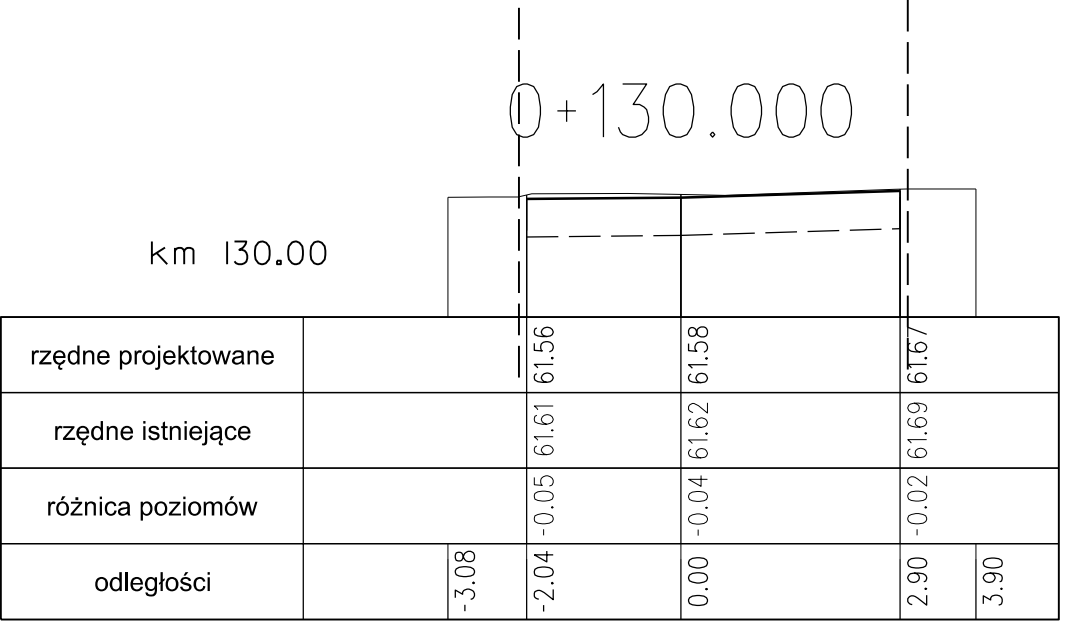 0+130.000
km 130.00
rzędne projektowane 61.56 61.58 61.67
rzędne istniejące 61.61 61.62 61.69
różnica poziomów -0.05 -0.04 -0.02
odległości -3.08 -2.04 0.00 2.90 3.90